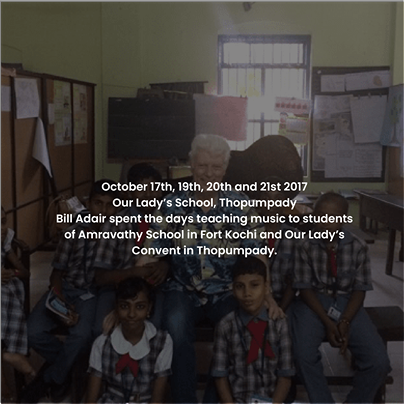 October 17th, 19th, 20th and 21st 2017
Our Lady's School, Thopumpady
Bill Adair spent the days teaching music to students
of Amravathy School in Fort Kochi and Our Lady's
Convent in Thopumpady.